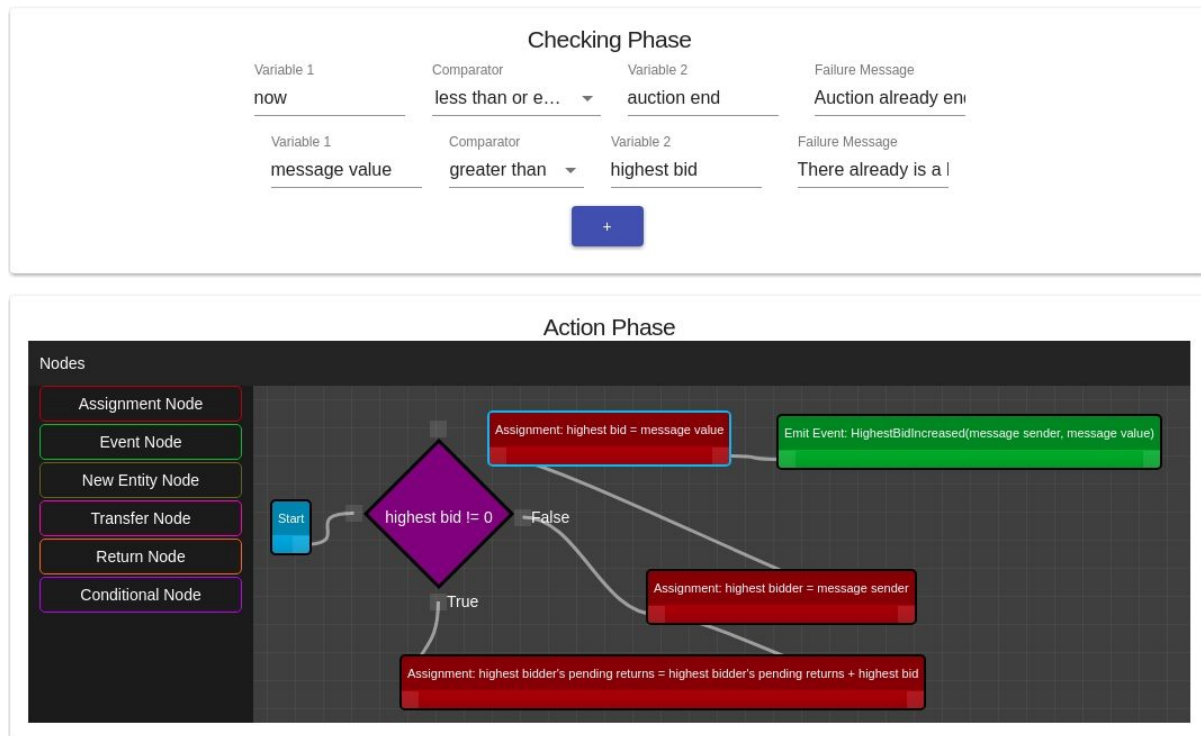 Checking Phase
Variable 1 Comparator Variable 2 Failure Message
now less than or e... auction end Auction already en
Variable 1 Comparator Variable 2 Failure Message
message value greater than highest bid There already is a
+
Action Phase
Nodes
Assignment Node
Event Node
New Entity Node
Transfer Node
Return Node
Conditional Node
Assignment: highest bid = message value
Emit Event: HighestBidIncreased(message sender, message value)
Start
highest bid != 0
False
Assignment: highest bidder = message sender
True
Assignment: highest bidder's pending returns = highest bidder's pending returns + highest bid